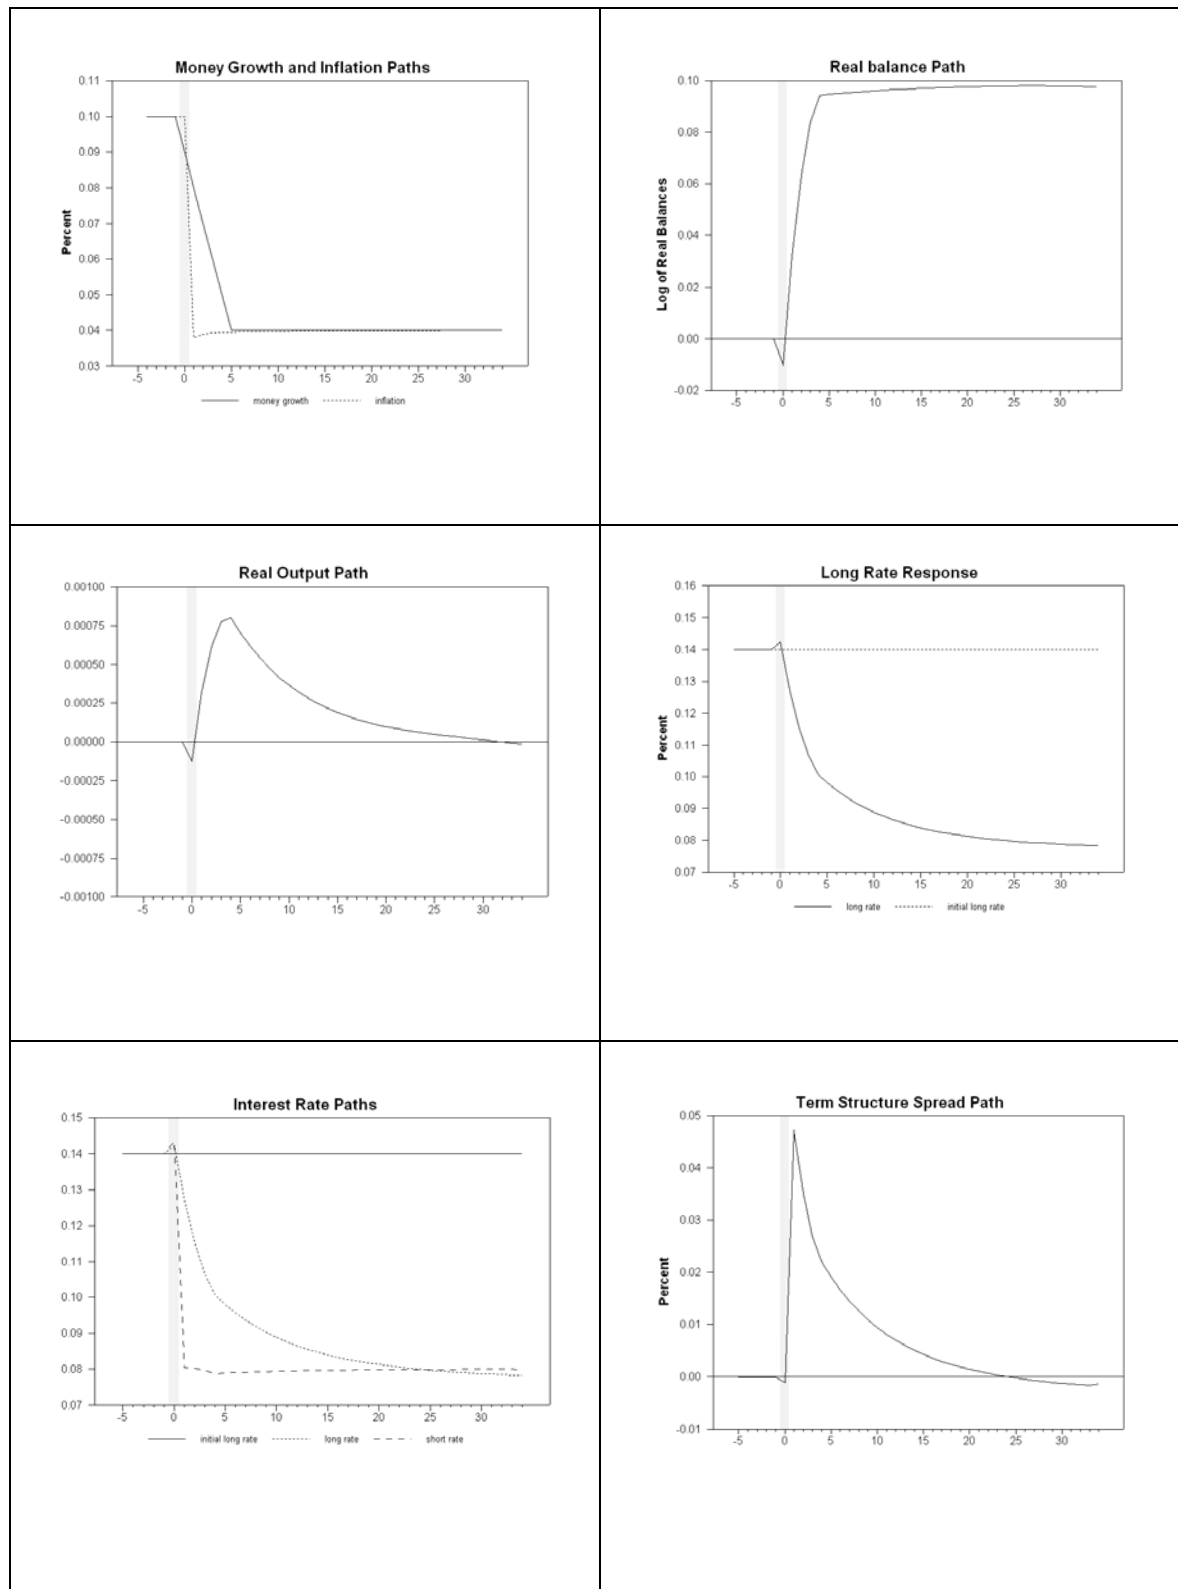 Money Growth and Inflation Paths
0.11
0.10
0.09
0.08
0.07
0.06
0.05
0.04
0.03
Percent
-5 0 5 10 15 20 25 30
money growth inflation
Real balance Path
0.10
0.08
0.06
0.04
0.02
0.00
-0.02
Log of Real Balances
-5 0 5 10 15 20 25 30
Real Output Path
0.00100
0.00075
0.00050
0.00025
0.00000
-0.00025
-0.00050
-0.00075
-0.00100
-5 0 5 10 15 20 25 30
Long Rate Response
0.16
0.15
0.14
0.13
0.12
0.11
0.10
0.09
0.08
0.07
Percent
-5 0 5 10 15 20 25 30
long rate initial long rate
Interest Rate Paths
0.15
0.14
0.13
0.12
0.11
0.10
0.09
0.08
0.07
-5 0 5 10 15 20 25 30
initial long rate long rate short rate
Term Structure Spread Path
0.05
0.04
0.03
0.02
0.01
0.00
-0.01
Percent
-5 0 5 10 15 20 25 30